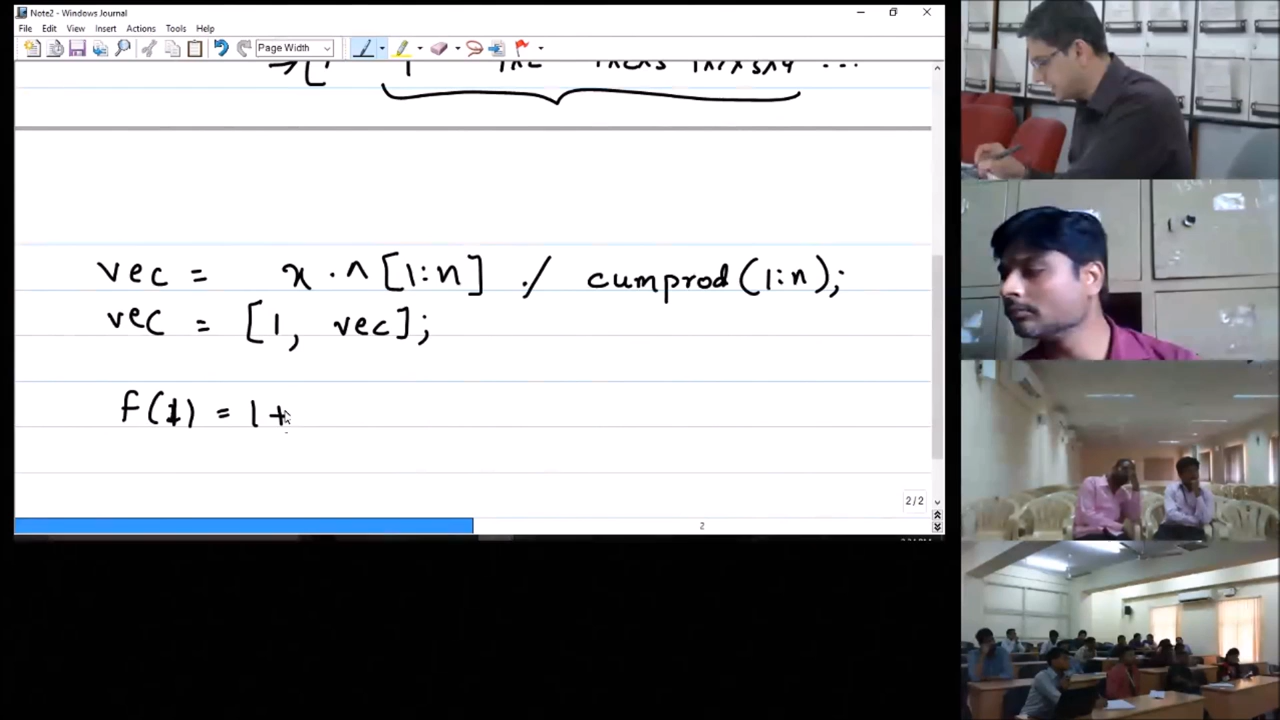 Note2 - Windows Journal
File Edit View Insert Actions Tools Help
Page Width
vec = x .^ [1:n] ./ cumprod(1:n);
vec = [1, vec];
f(1) = 1+
2/2
2